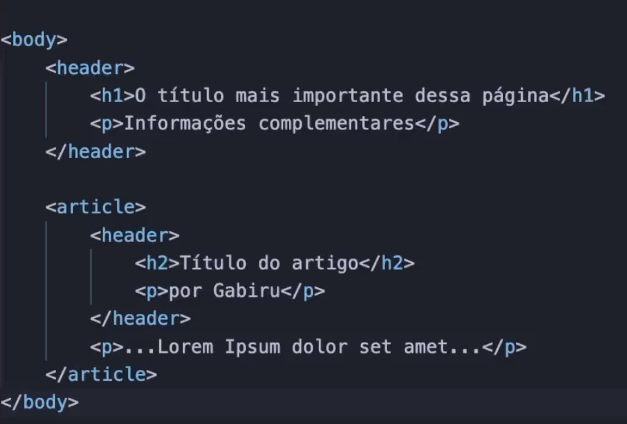 <body>
<header>
<h1>O título mais importante dessa página</h1>
<p>Informações complementares</p>
</header>
<article>
<header>
<h2>Título do artigo</h2>
<p>por Gabiru</p>
</header>
<p>...Lorem Ipsum dolor set amet...</p>
</article>
</body>